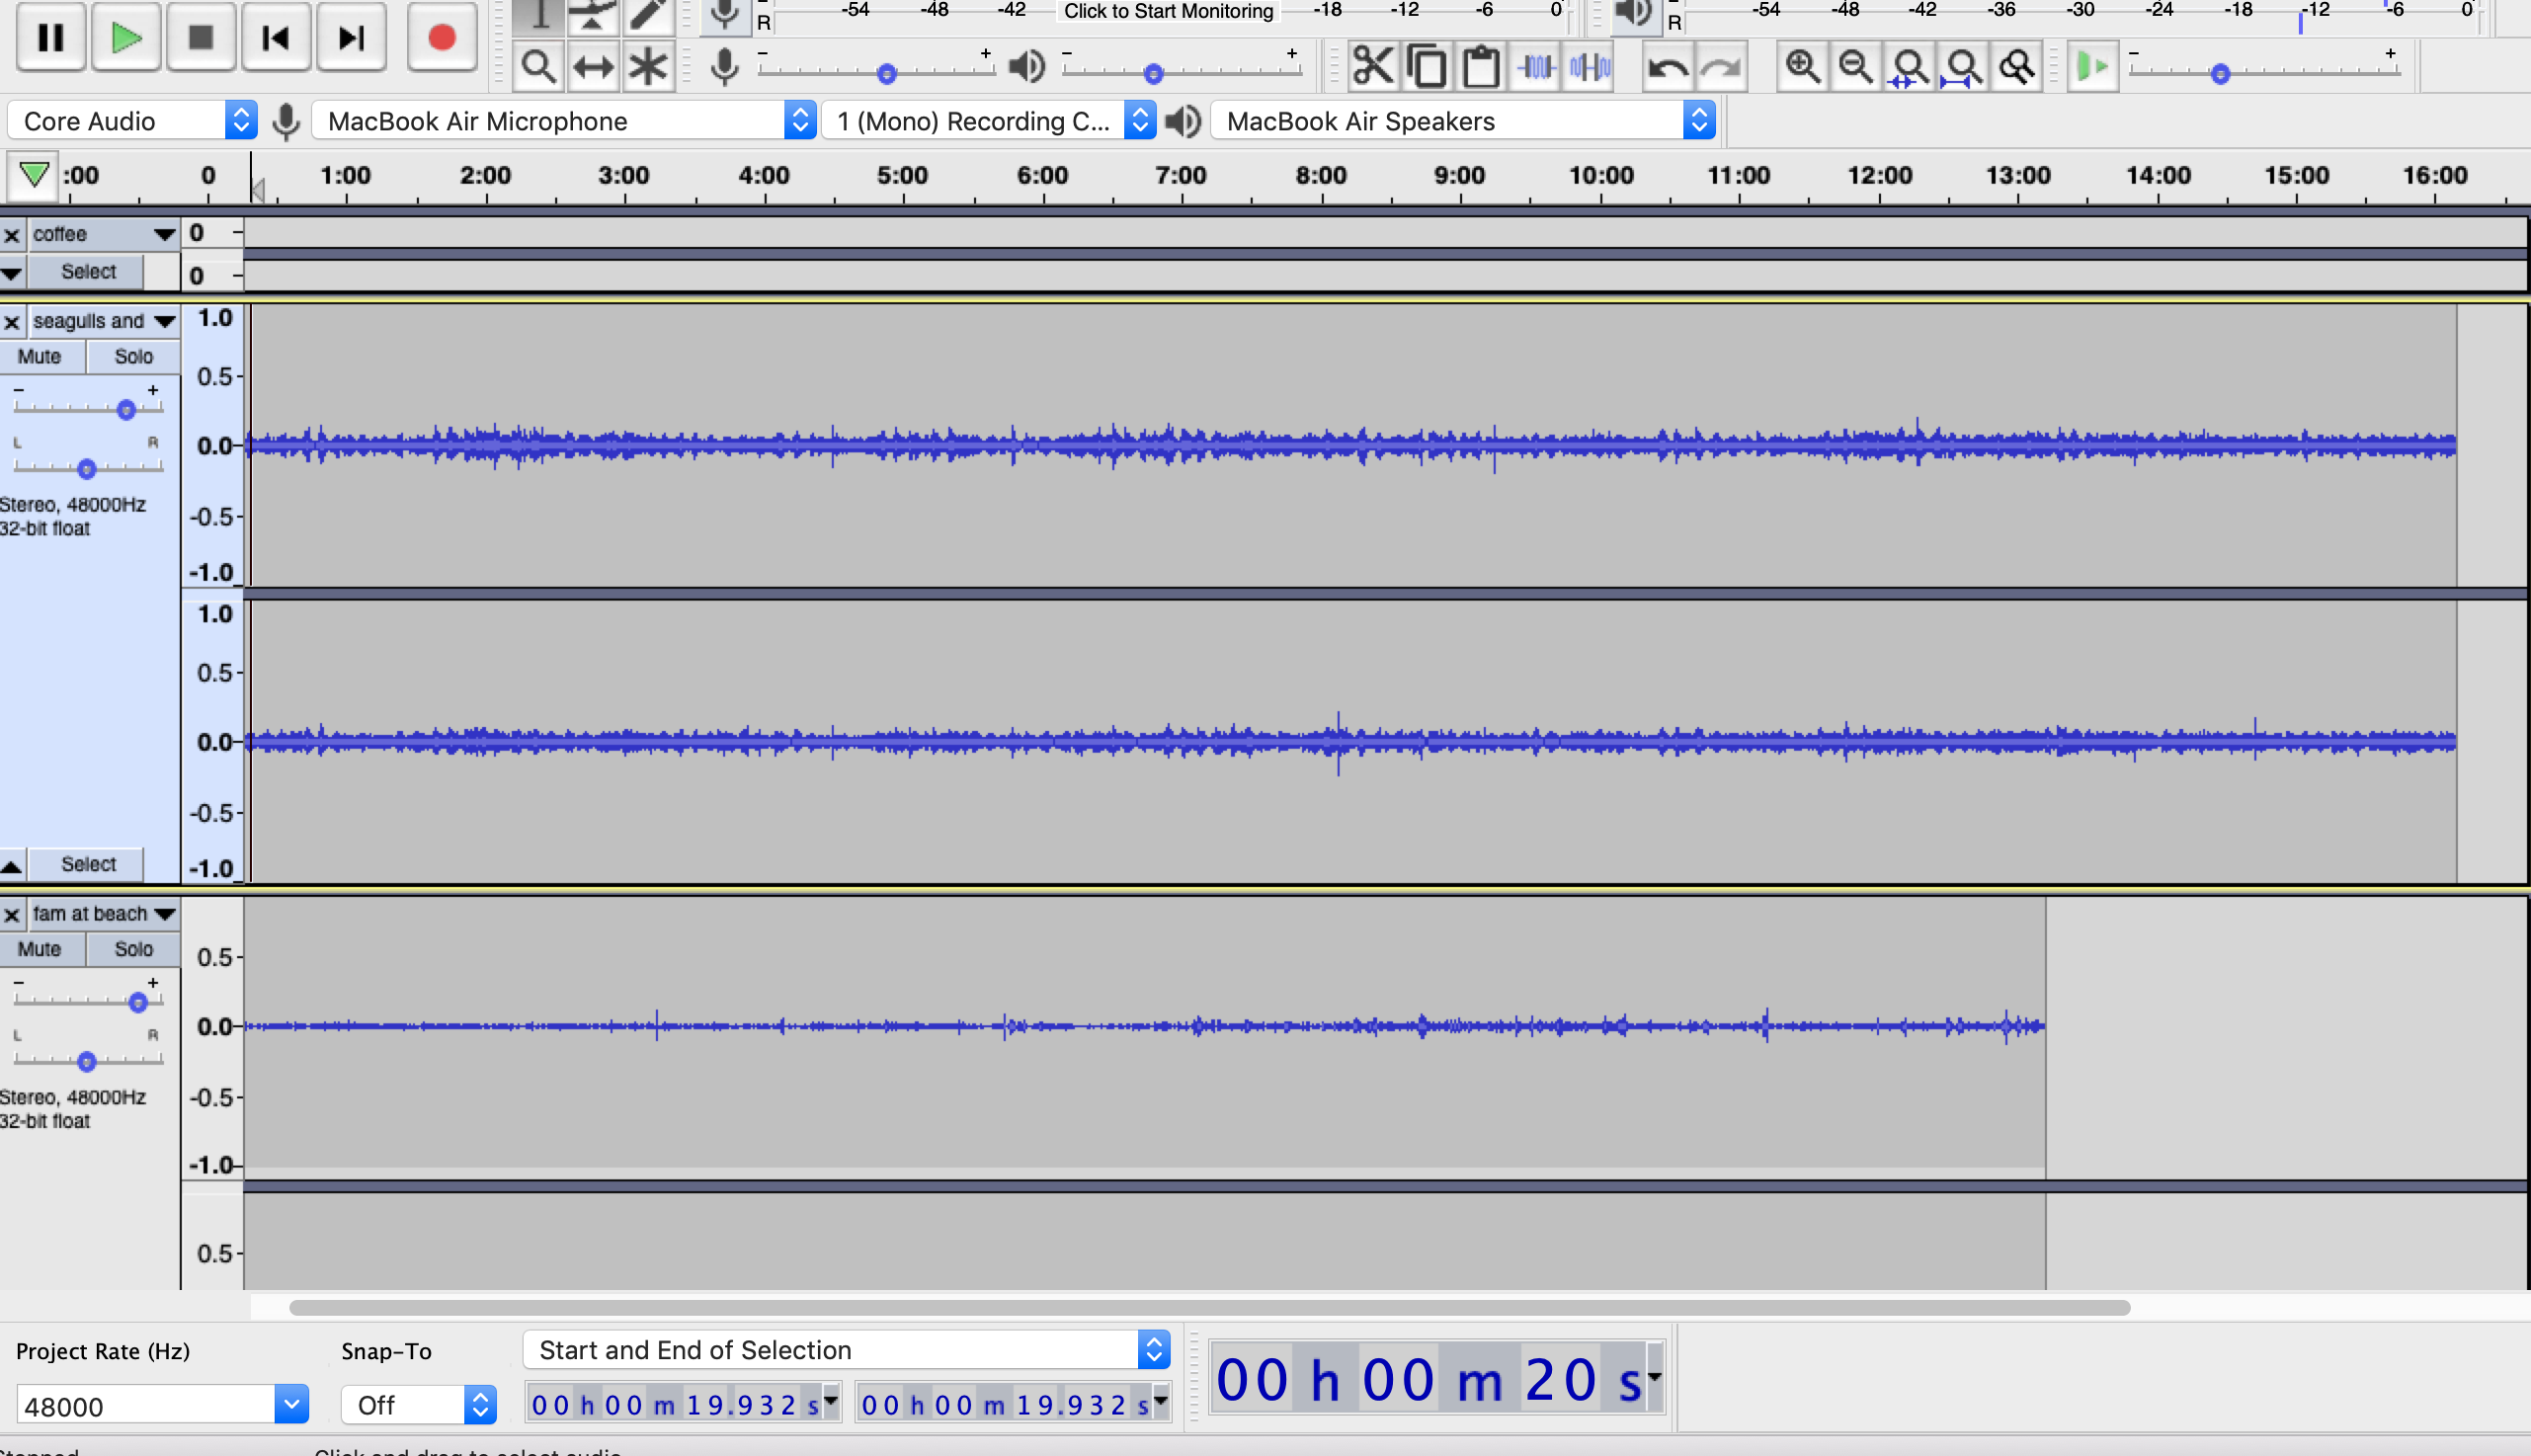 R -54 -48 -42 Click to Start Monitoring -18 -12 -6 0 R -54 -48 -42 -36 -30 -24 -18 -12 -6 0
- + - + - +
Core Audio MacBook Air Microphone 1 (Mono) Recording C... MacBook Air Speakers
:00 0 1:00 2:00 3:00 4:00 5:00 6:00 7:00 8:00 9:00 10:00 11:00 12:00 13:00 14:00 15:00 16:00
coffee 0
Select 0
seagulls and 1.0
Mute Solo
0.5
- +
L R
0.0
Stereo, 48000Hz
-0.5
32-bit float
-1.0
1.0
0.5
0.0
-0.5
Select -1.0
fam at beach
Mute Solo
0.5
- +
0.0
L R
Stereo, 48000Hz
-0.5
32-bit float
-1.0
0.5
Project Rate (Hz) Snap-To Start and End of Selection
48000 Off 00 h 00 m 19.932 s 00 h 00 m 19.932 s 00 h 00 m 20 s
Stopped. Click and drag to select audio